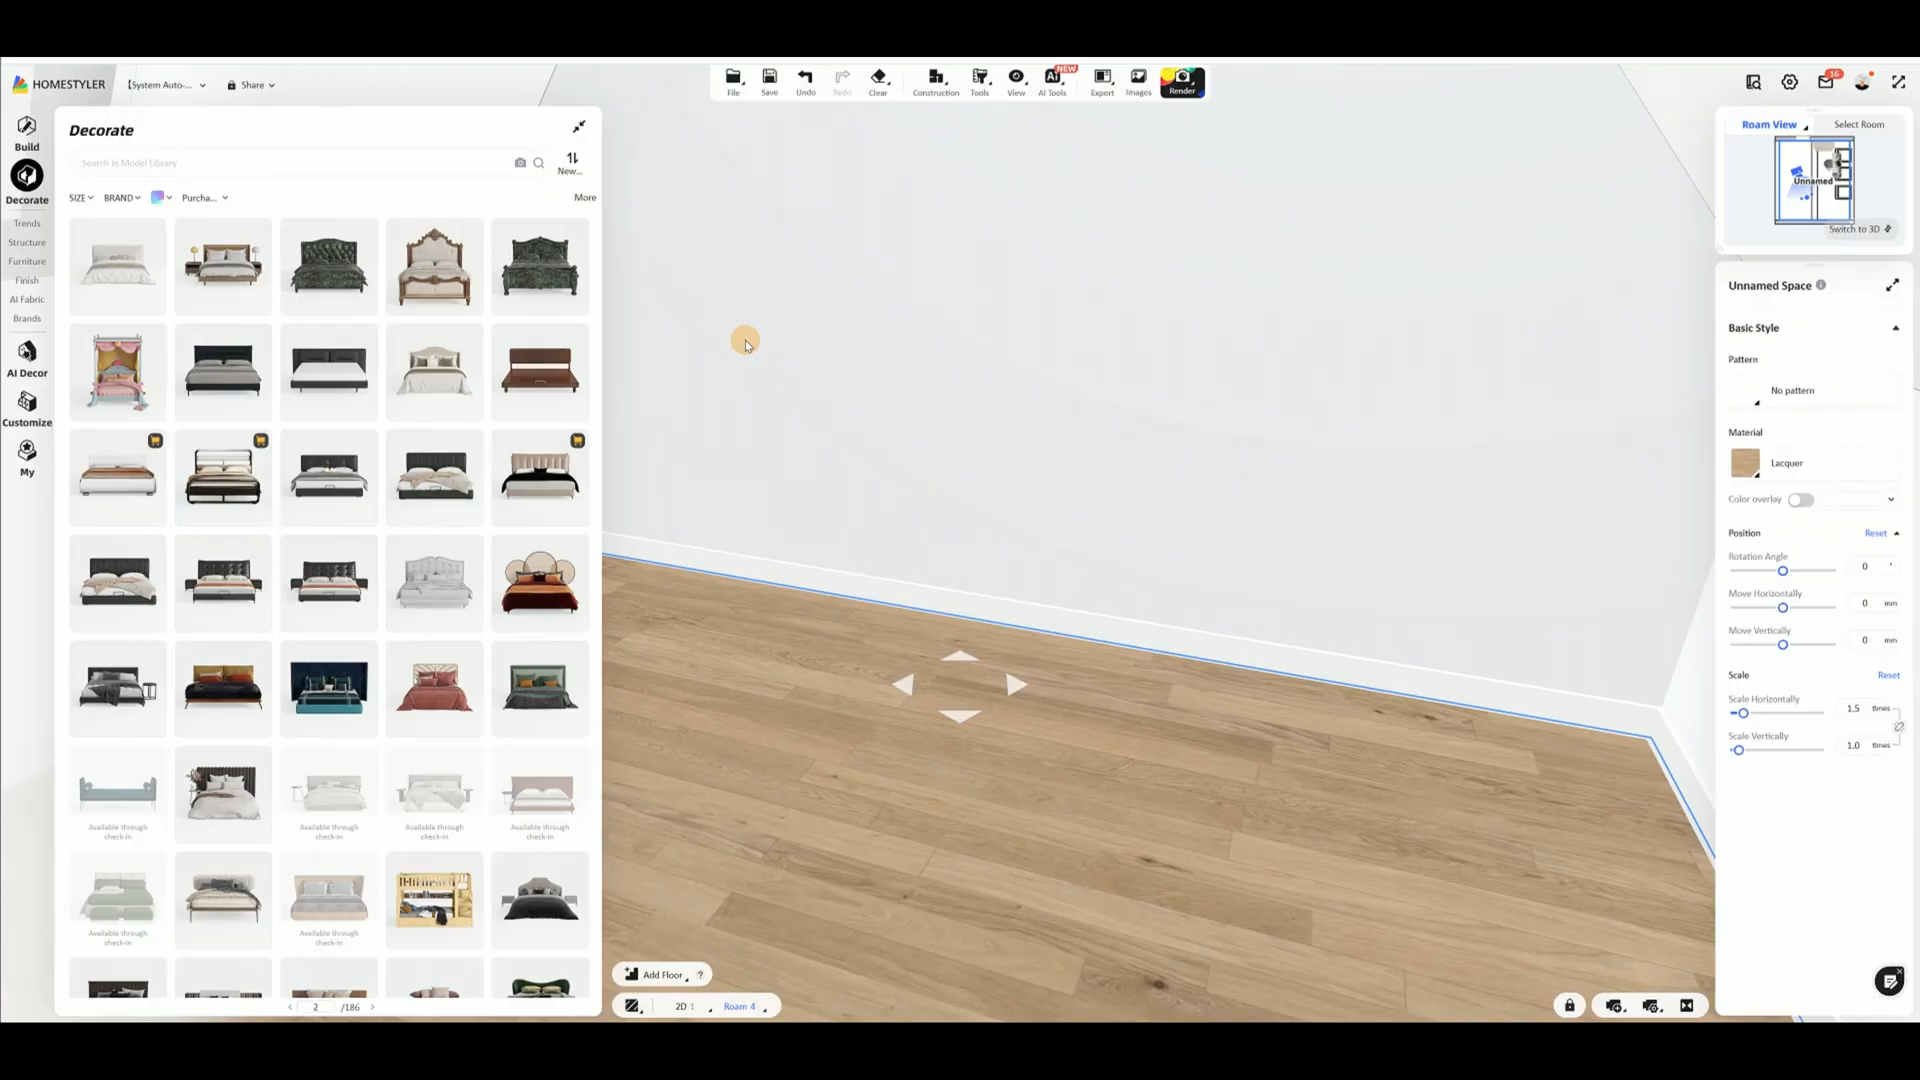 HOMESTYLER
【System Auto-...
Share
File
Save
Undo
Redo
Clear
Construction
Tools
View
AI Tools
NEW
Export
Images
Render
16
Build
Decorate
Trends
Structure
Furniture
Finish
AI Fabric
Brands
AI Decor
Customize
My
Decorate
Search in Model Library
New...
SIZE
BRAND
Purcha...
More
Available through
check-in
Available through
check-in
Available through
check-in
Available through
check-in
Available through
check-in
Available through
check-in
2 /186
Add Floor
?
2D 1
Roam 4
Roam View
Select Room
Unnamed
Switch to 3D
Unnamed Space
Basic Style
Pattern
No pattern
Material
Lacquer
Color overlay
Position
Reset
Rotation Angle
0 °
Move Horizontally
0 mm
Move Vertically
0 mm
Scale
Reset
Scale Horizontally
1.5 times
Scale Vertically
1.0 times